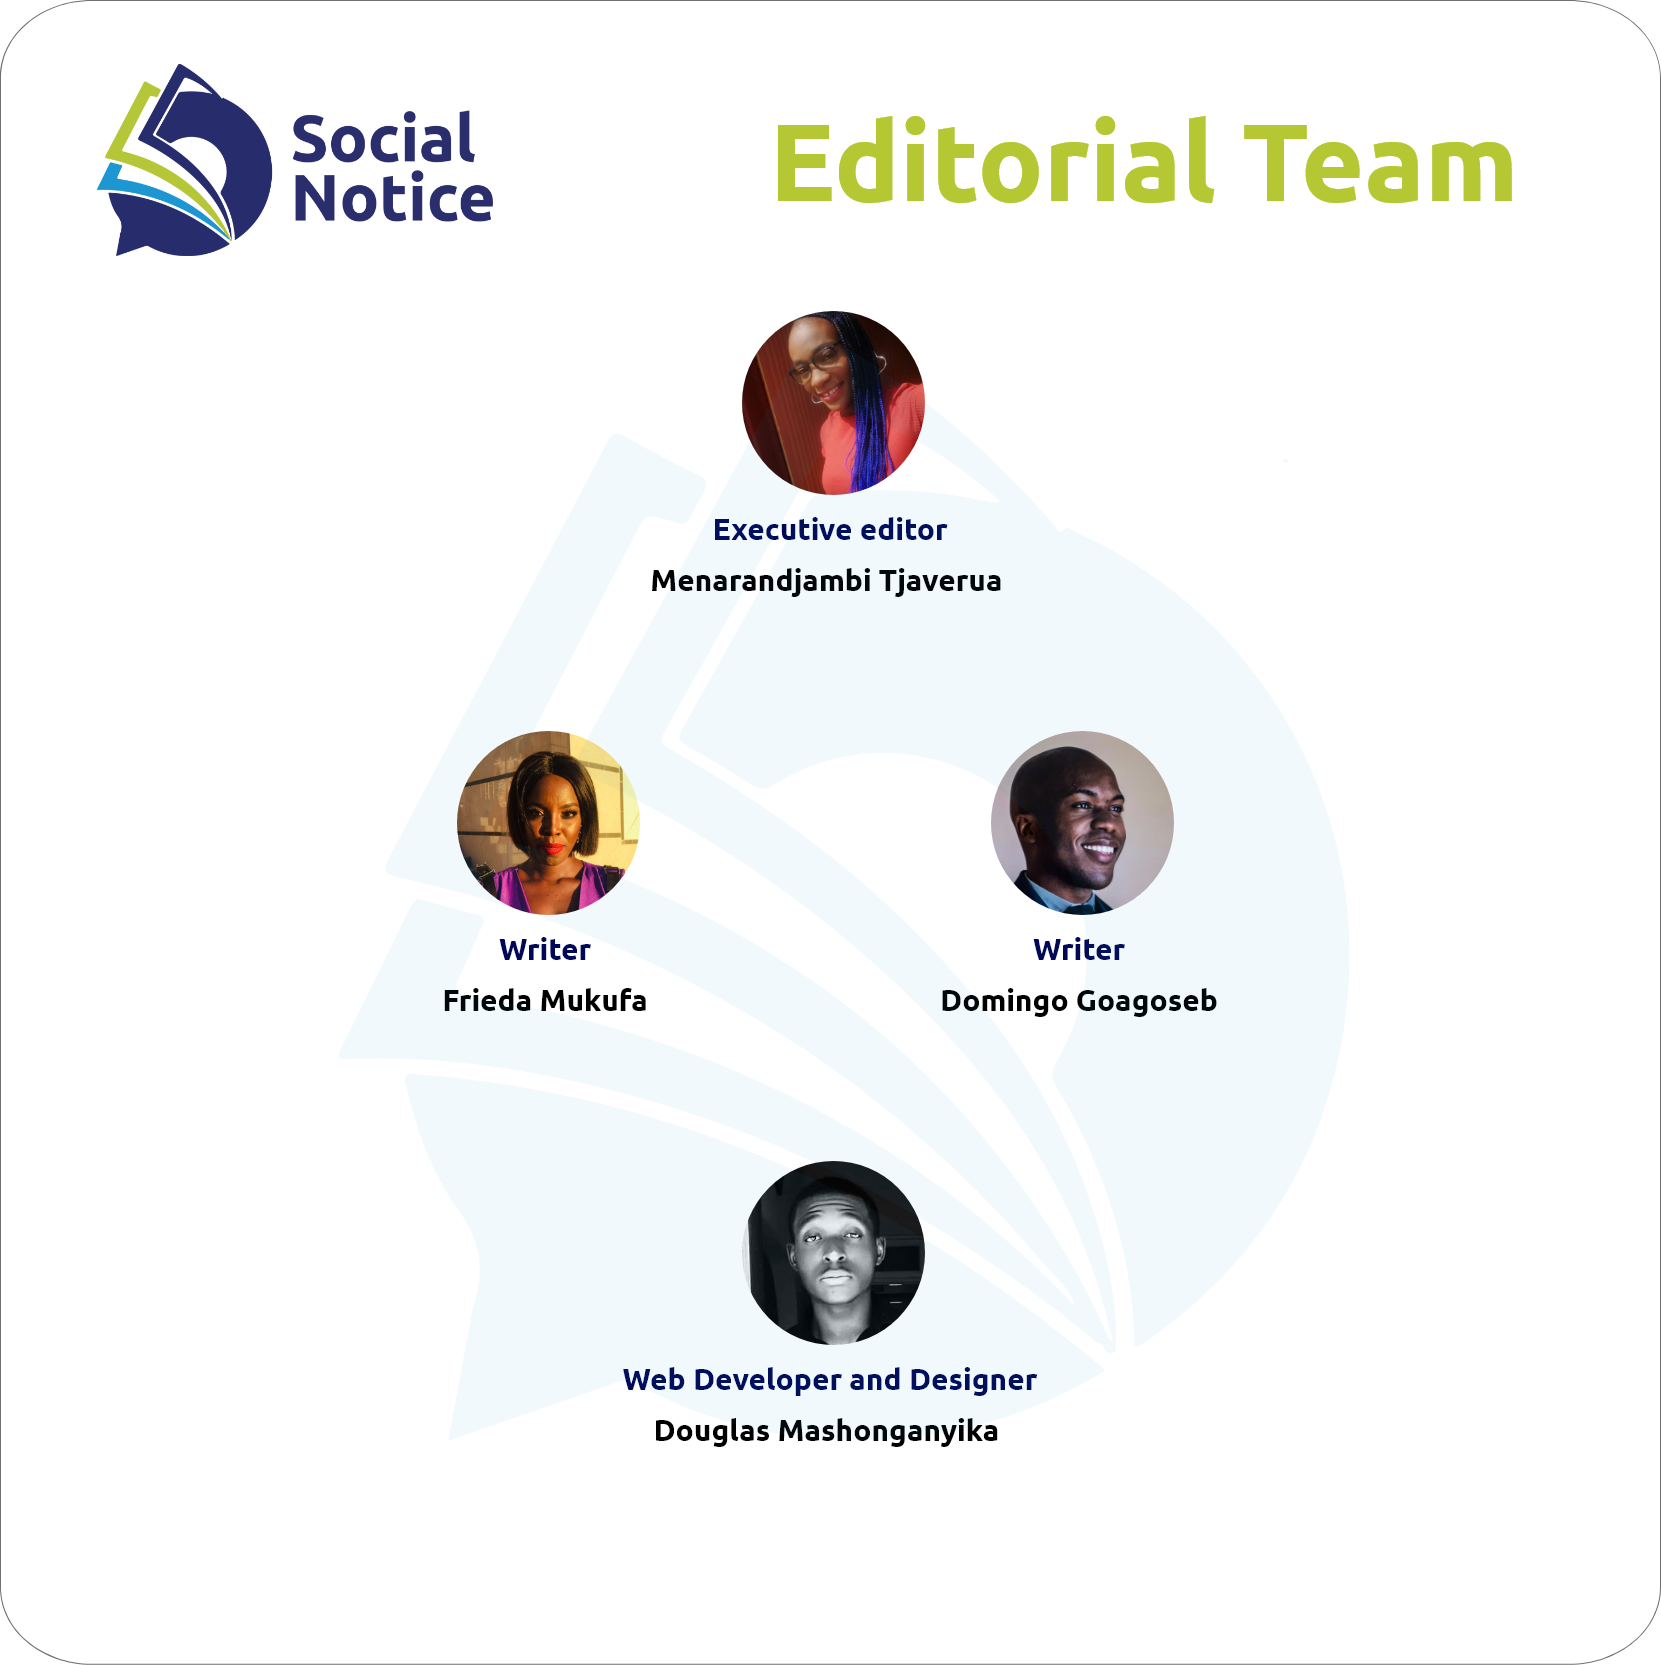 Social
Notice
Editorial Team
Executive editor
Menarandjambi Tjaverua
Writer
Frieda Mukufa
Writer
Domingo Goagoseb
Web Developer and Designer
Douglas Mashonganyika